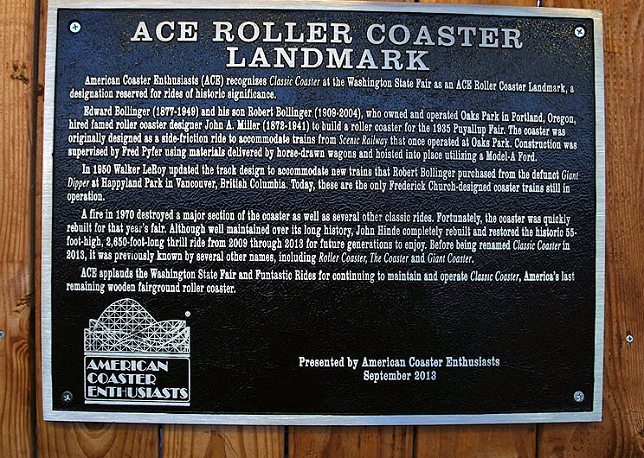 ACE ROLLER COASTER
LANDMARK
American Coaster Enthusiasts (ACE) recognizes Classic Coaster at the Washington State Fair as an ACE Roller Coaster Landmark, a
designation reserved for rides of historic significance.
Edward Bollinger (1877-1949) and his son Robert Bollinger (1909-2004), who owned and operated Oaks Park in Portland, Oregon,
hired famed roller coaster designer John A. Miller (1872-1941) to build a roller coaster for the 1935 Puyallup Fair. The coaster was
originally designed as a side-friction ride to accommodate trains from Scenic Railway that once operated at Oaks Park. Construction was
supervised by Fred Pyfer using materials delivered by horse-drawn wagons and hoisted into place utilizing a Model-A Ford.
In 1950 Walker LeRoy updated the track design to accommodate new trains that Robert Bollinger purchased from the defunct Giant
Dipper at Happyland Park in Vancouver, British Columbia. Today, these are the only Frederick Church-designed coaster trains still in
operation.
A fire in 1970 destroyed a major section of the coaster as well as several other classic rides. Fortunately, the coaster was quickly
rebuilt for that year's fair. Although well maintained over its long history, John Hinde completely rebuilt and restored the historic 55-
foot-high, 2,650-foot-long thrill ride from 2009 through 2013 for future generations to enjoy. Before being renamed Classic Coaster in
2013, it was previously known by several other names, including Roller Coaster, The Coaster and Giant Coaster.
ACE applauds the Washington State Fair and Funtastic Rides for continuing to maintain and operate Classic Coaster, America's last
remaining wooden fairground roller coaster.
®
AMERICAN
COASTER
ENTHUSIASTS
Presented by American Coaster Enthusiasts
September 2013